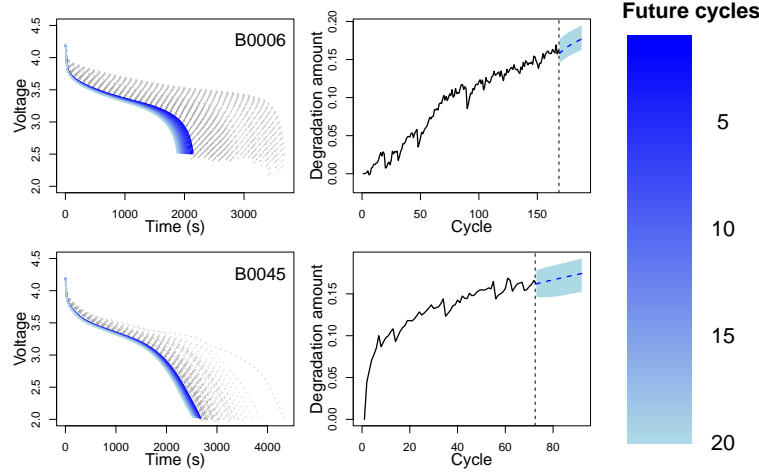 Future cycles
B0006
Voltage
2.0 2.5 3.0 3.5 4.0 4.5
0 1000 2000 3000
Time (s)
Degradation amount
0.00 0.05 0.10 0.15 0.20
0 50 100 150
Cycle
B0045
Voltage
2.0 2.5 3.0 3.5 4.0 4.5
0 1000 2000 3000 4000
Time (s)
Degradation amount
0.00 0.05 0.10 0.15
0 20 40 60 80
Cycle
5
10
15
20